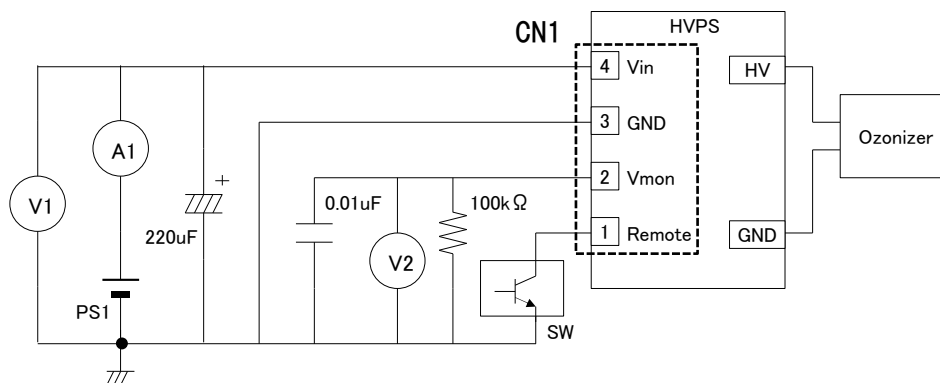 CN1
HVPS
4 Vin
HV
3 GND
Ozonizer
A1
2 Vmon
V1
+
0.01uF
100kΩ
220uF
1 Remote
GND
V2
PS1
SW